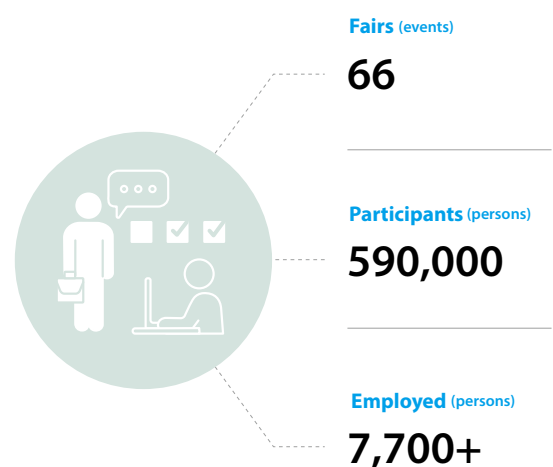 Fairs (events)
66
Participants (persons)
590,000
Employed (persons)
7,700+